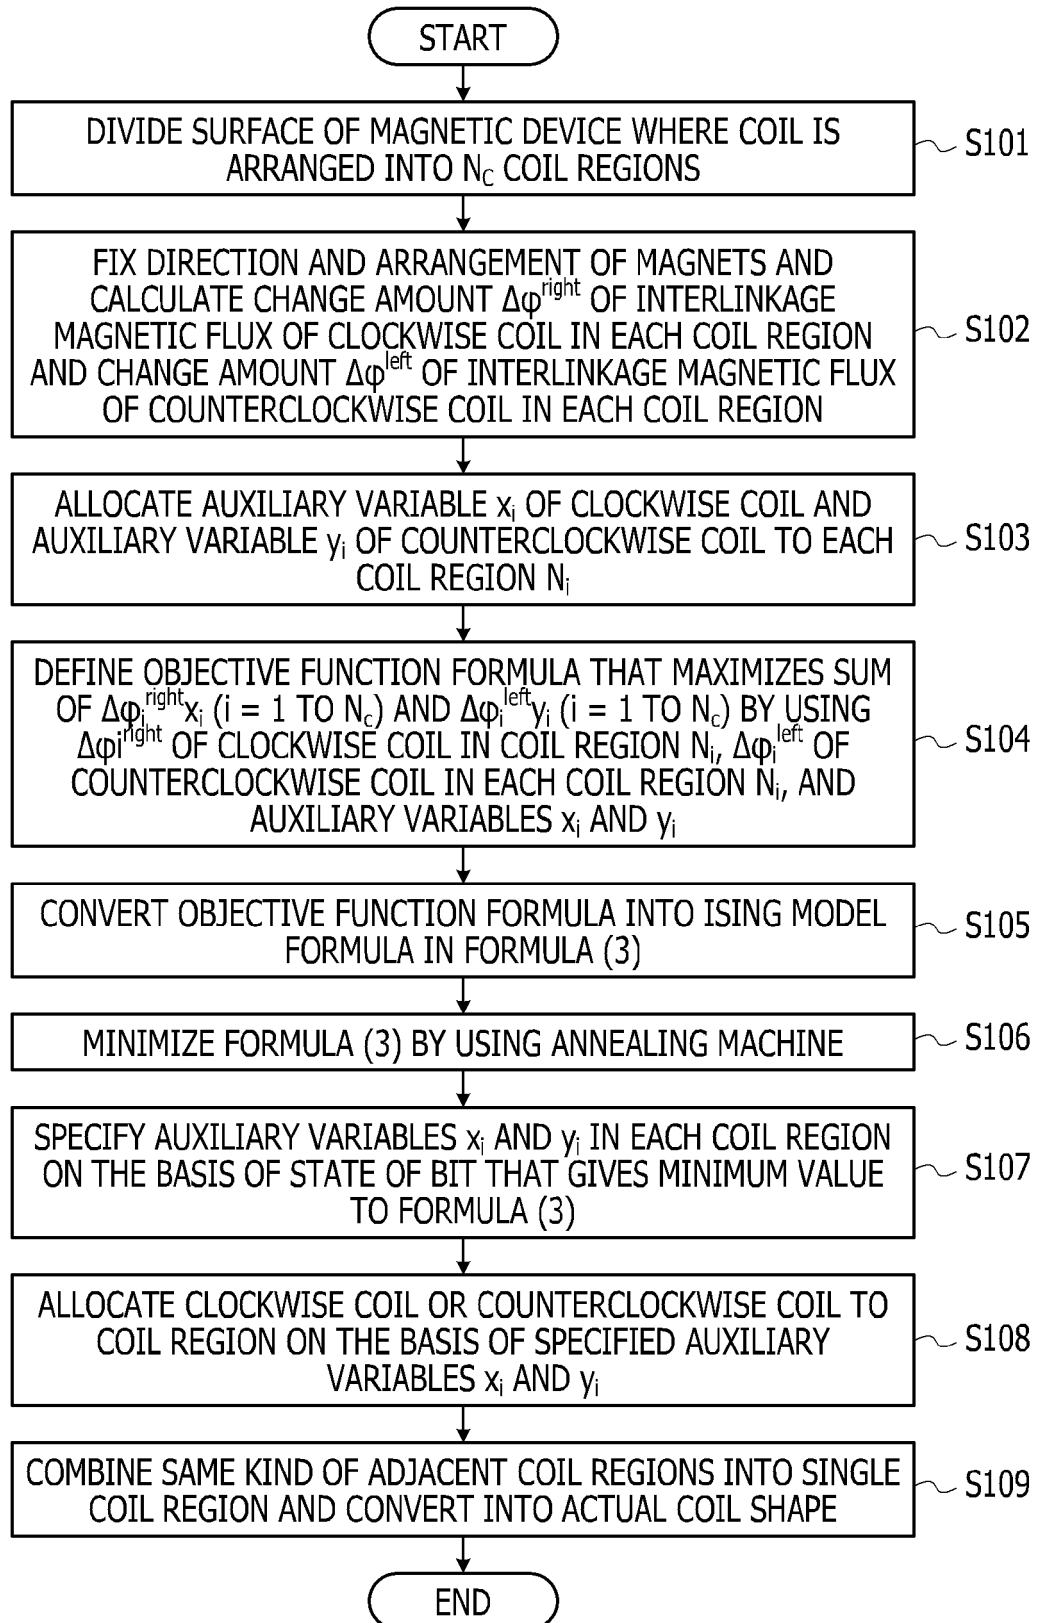 START
DIVIDE SURFACE OF MAGNETIC DEVICE WHERE COIL IS
ARRANGED INTO N_C COIL REGIONS
S101
FIX DIRECTION AND ARRANGEMENT OF MAGNETS AND
CALCULATE CHANGE AMOUNT Δφ^right OF INTERLINKAGE
MAGNETIC FLUX OF CLOCKWISE COIL IN EACH COIL REGION
AND CHANGE AMOUNT Δφ^left OF INTERLINKAGE MAGNETIC FLUX
OF COUNTERCLOCKWISE COIL IN EACH COIL REGION
S102
ALLOCATE AUXILIARY VARIABLE x_i OF CLOCKWISE COIL AND
AUXILIARY VARIABLE y_i OF COUNTERCLOCKWISE COIL TO EACH
COIL REGION N_i
S103
DEFINE OBJECTIVE FUNCTION FORMULA THAT MAXIMIZES SUM
OF Δφ_i^right x_i (i = 1 TO N_c) AND Δφ_i^left y_i (i = 1 TO N_c) BY USING
Δφi^right OF CLOCKWISE COIL IN COIL REGION N_i, Δφ_i^left OF
COUNTERCLOCKWISE COIL IN EACH COIL REGION N_i, AND
AUXILIARY VARIABLES x_i AND y_i
S104
CONVERT OBJECTIVE FUNCTION FORMULA INTO ISING MODEL
FORMULA IN FORMULA (3)
S105
MINIMIZE FORMULA (3) BY USING ANNEALING MACHINE
S106
SPECIFY AUXILIARY VARIABLES x_i AND y_i IN EACH COIL REGION
ON THE BASIS OF STATE OF BIT THAT GIVES MINIMUM VALUE
TO FORMULA (3)
S107
ALLOCATE CLOCKWISE COIL OR COUNTERCLOCKWISE COIL TO
COIL REGION ON THE BASIS OF SPECIFIED AUXILIARY
VARIABLES x_i AND y_i
S108
COMBINE SAME KIND OF ADJACENT COIL REGIONS INTO SINGLE
COIL REGION AND CONVERT INTO ACTUAL COIL SHAPE
S109
END